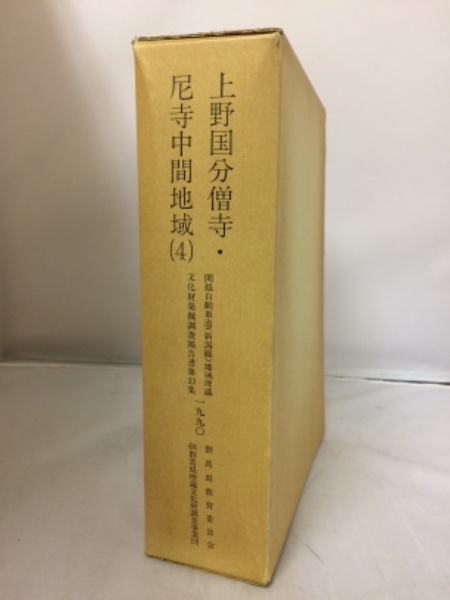 上野国分僧寺・
尼寺中間地域(4)
関越自動車道(新潟線)地域埋蔵
文化財発掘調査報告書第33集
一九九〇
群馬県教育委員会
㈶群馬県埋蔵文化財調査事業団